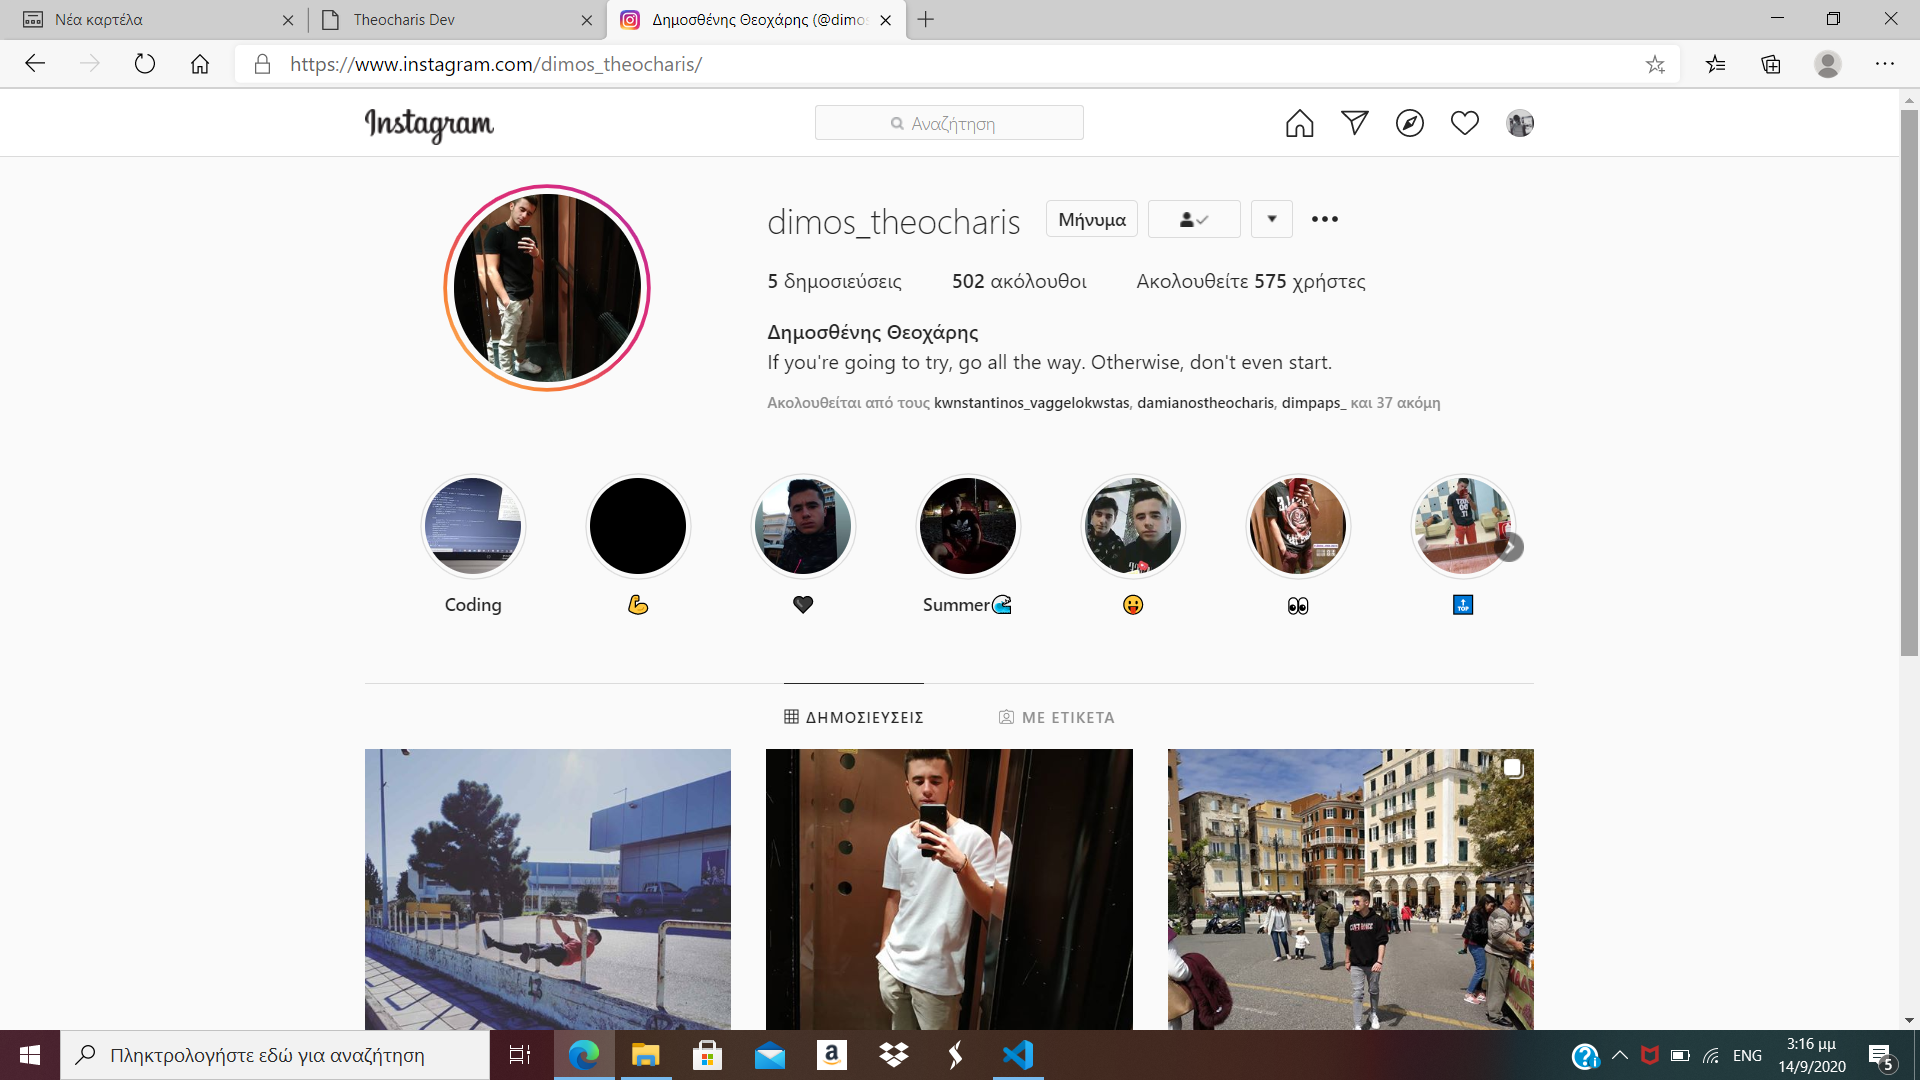 Νέα καρτέλα
Theocharis Dev
Δημοσθένης Θεοχάρης (@dimos
https://www.instagram.com/dimos_theocharis/
Instagram
Αναζήτηση
dimos_theocharis
Μήνυμα
5 δημοσιεύσεις
502 ακόλουθοι
Ακολουθείτε 575 χρήστες
Δημοσθένης Θεοχάρης
If you're going to try, go all the way. Otherwise, don't even start.
Ακολουθείται από τους kwnstantinos_vaggelokwstas, damianostheocharis, dimpaps_ και 37 ακόμη
Coding
💪
🖤
Summer🌊
😛
👀
🔝
ΔΗΜΟΣΙΕΥΣΕΙΣ
ΜΕ ΕΤΙΚΕΤΑ
Πληκτρολογήστε εδώ για αναζήτηση
ENG
3:16 μμ
14/9/2020
5